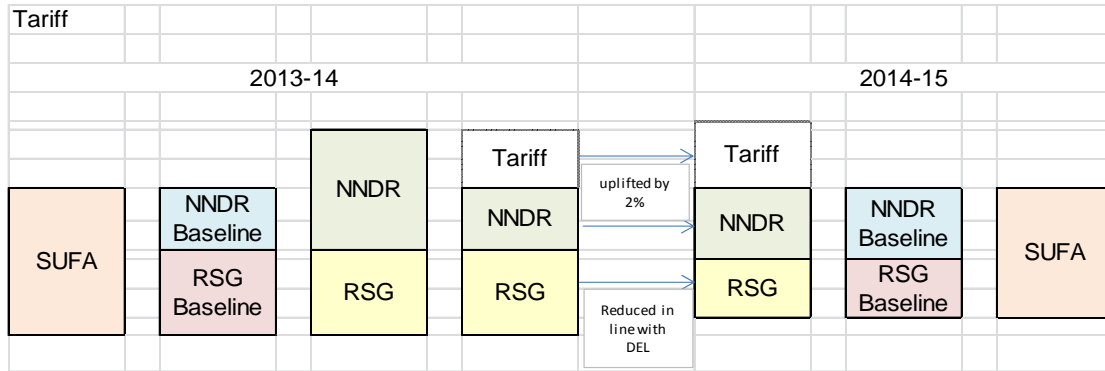 Tariff
2013-14
2014-15
SUFA
NNDR
Baseline
RSG
Baseline
NNDR
RSG
Tariff
NNDR
RSG
uplifted by
2%
Reduced in
line with
DEL
Tariff
NNDR
RSG
NNDR
Baseline
RSG
Baseline
SUFA